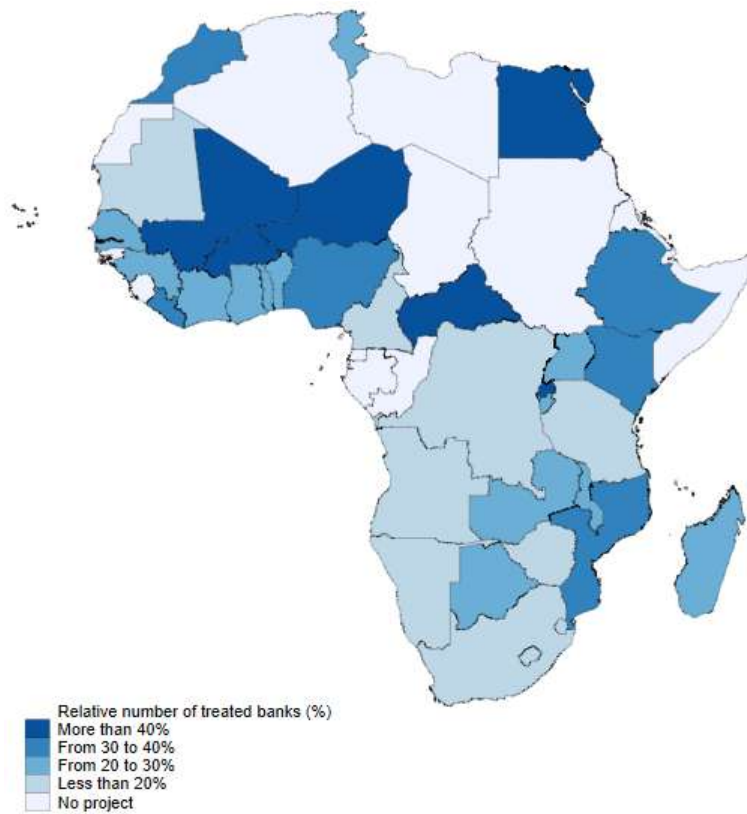 Relative number of treated banks (%)
More than 40%
From 30 to 40%
From 20 to 30%
Less than 20%
No project